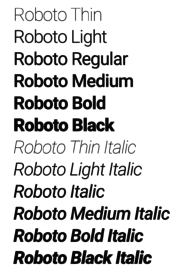 Roboto Thin
Roboto Light
Roboto Regular
Roboto Medium
Roboto Bold
Roboto Black
Roboto Thin Italic
Roboto Light Italic
Roboto Italic
Roboto Medium Italic
Roboto Bold Italic
Roboto Black Italic